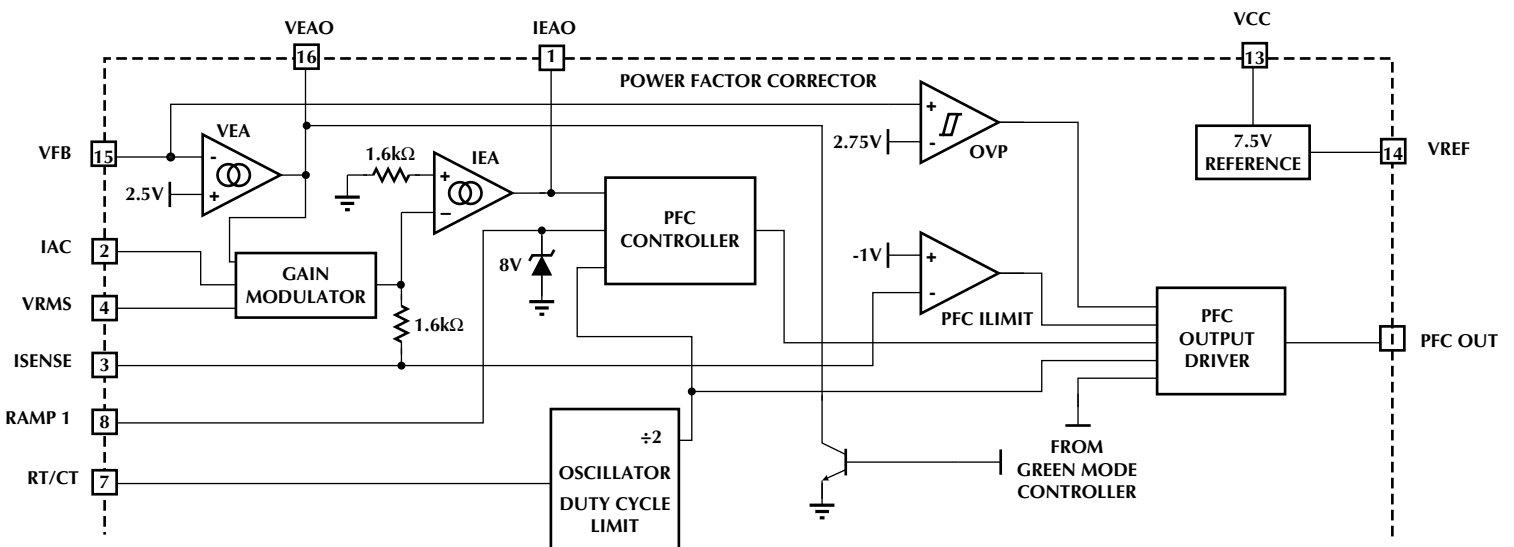 VEAO
16
IEAO
1
VCC
13
POWER FACTOR CORRECTOR
VEA
VFB
15
-
2.5V
+
1.6kΩ
IEA
+
–
2.75V
+
-
OVP
7.5V
REFERENCE
14
VREF
IAC
2
VRMS
4
GAIN
MODULATOR
8V
PFC
CONTROLLER
-1V
+
-
PFC ILIMIT
1.6kΩ
ISENSE
3
PFC
OUTPUT
DRIVER
PFC OUT
RAMP 1
8
RT/CT
7
÷2
OSCILLATOR
DUTY CYCLE
LIMIT
FROM
GREEN MODE
CONTROLLER